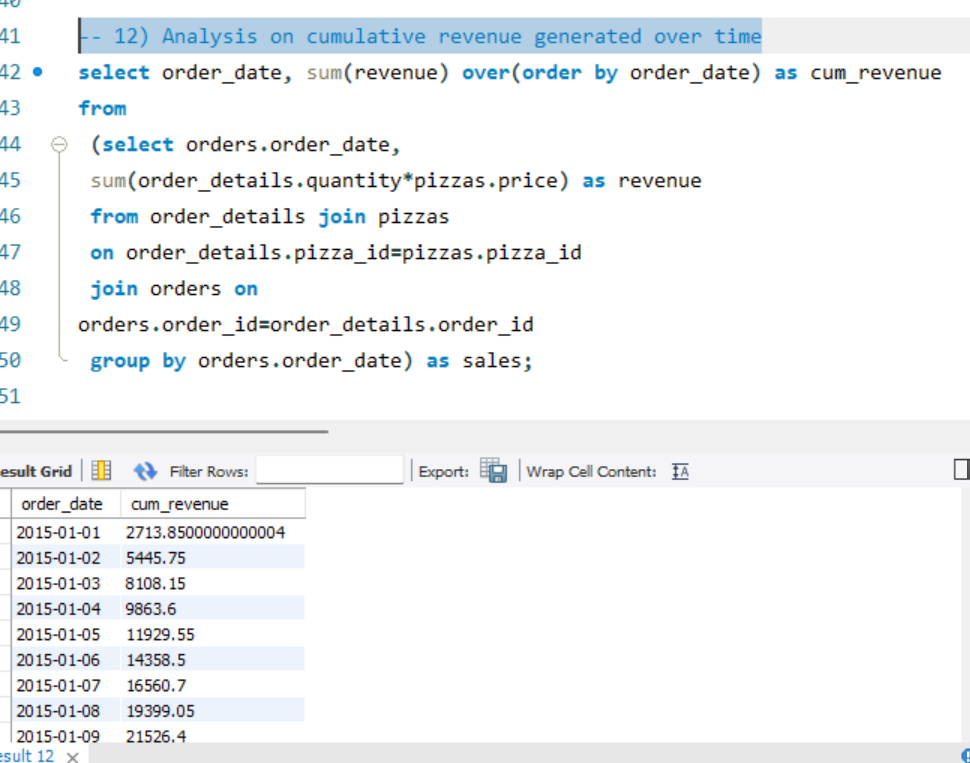 40
41 -- 12) Analysis on cumulative revenue generated over time
42 select order_date, sum(revenue) over(order by order_date) as cum_revenue
43 from
44 (select orders.order_date,
45 sum(order_details.quantity*pizzas.price) as revenue
46 from order_details join pizzas
47 on order_details.pizza_id=pizzas.pizza_id
48 join orders on
49 orders.order_id=order_details.order_id
50 group by orders.order_date) as sales;
51
esult Grid Filter Rows: Export: Wrap Cell Content: IA
order_date cum_revenue
2015-01-01 2713.8500000000004
2015-01-02 5445.75
2015-01-03 8108.15
2015-01-04 9863.6
2015-01-05 11929.55
2015-01-06 14358.5
2015-01-07 16560.7
2015-01-08 19399.05
2015-01-09 21526.4
esult 12